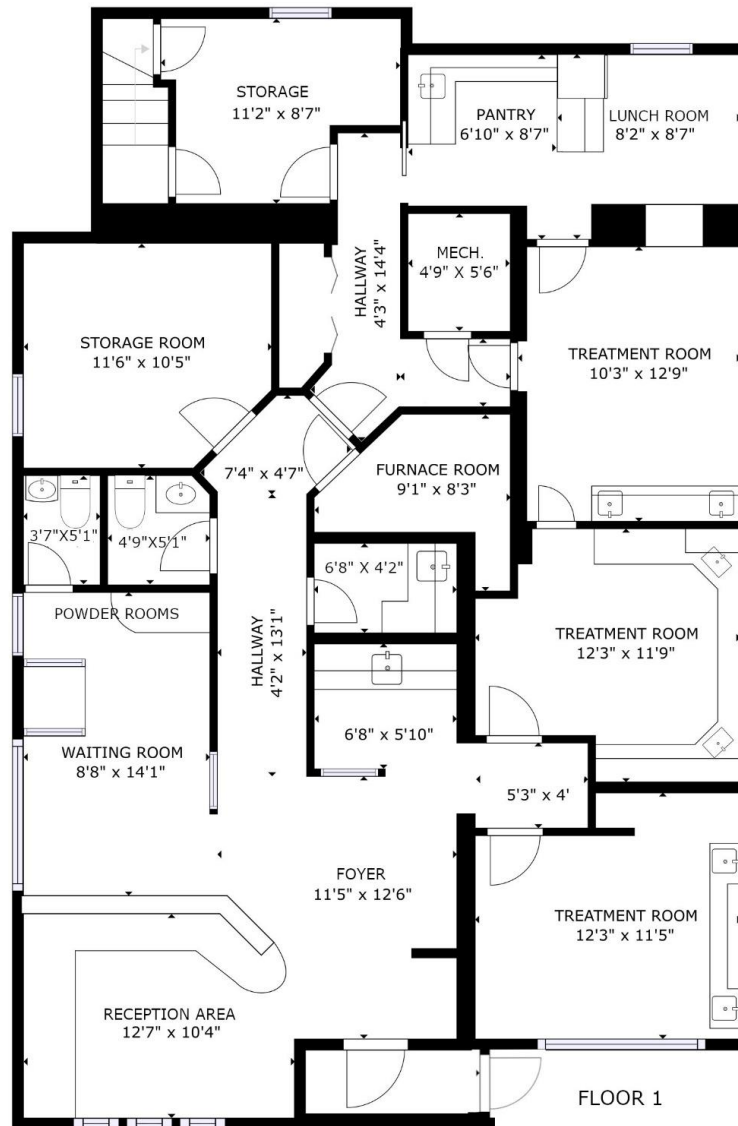 STORAGE
11'2" x 8'7"
PANTRY
6'10" x 8'7"
LUNCH ROOM
8'2" x 8'7"
HALLWAY
4'3" x 14'4"
MECH.
4'9" X 5'6"
STORAGE ROOM
11'6" x 10'5"
TREATMENT ROOM
10'3" x 12'9"
7'4" x 4'7"
FURNACE ROOM
9'1" x 8'3"
3'7"X5'1"
4'9"X5'1"
6'8" X 4'2"
POWDER ROOMS
HALLWAY
4'2" x 13'1"
TREATMENT ROOM
12'3" x 11'9"
WAITING ROOM
8'8" x 14'1"
6'8" x 5'10"
5'3" x 4'
FOYER
11'5" x 12'6"
TREATMENT ROOM
12'3" x 11'5"
RECEPTION AREA
12'7" x 10'4"
FLOOR 1